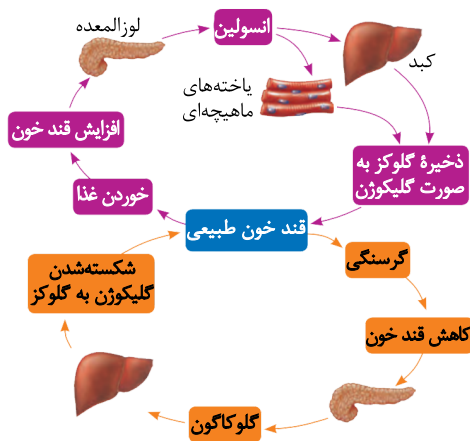 لوزالمعده
انسولین
کبد
یاخته‌های
ماهیچه‌ای
افزایش قند خون
ذخیرهٔ گلوکز به
صورت گلیکوژن
خوردن غذا
قند خون طبیعی
گرسنگی
شکسته‌شدن
گلیکوژن به گلوکز
کاهش قند خون
گلوکاگون